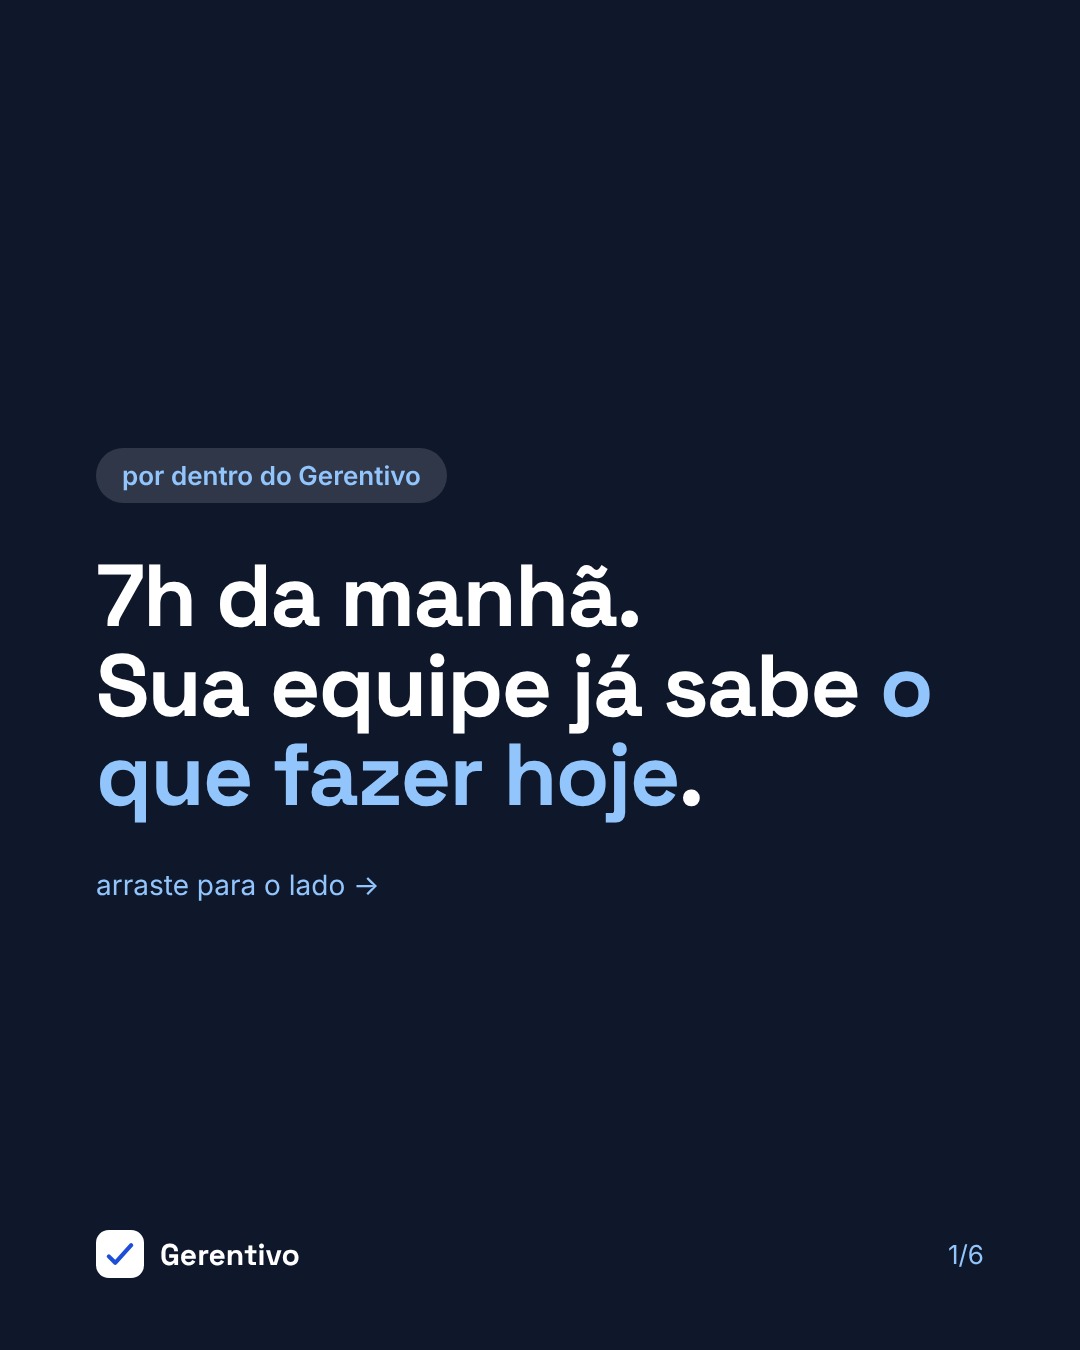 por dentro do Gerentivo
7h da manhã.
Sua equipe já sabe o
que fazer hoje.
arraste para o lado →
Gerentivo
1/6